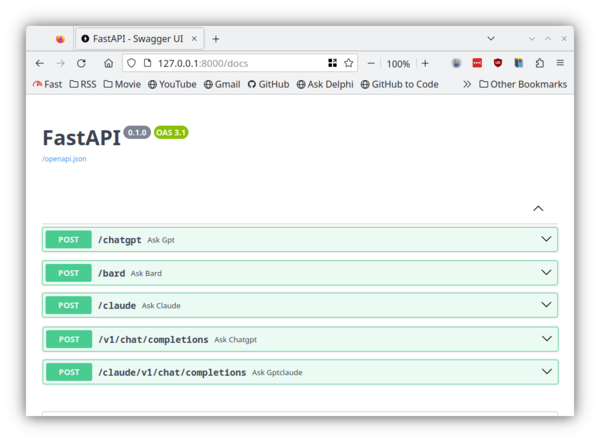 FastAPI - Swagger UI
127.0.0.1:8000/docs
100%
Fast RSS Movie YouTube Gmail GitHub Ask Delphi GitHub to Code Other Bookmarks
FastAPI 0.1.0 OAS 3.1
/openapi.json
POST /chatgpt Ask Gpt
POST /bard Ask Bard
POST /claude Ask Claude
POST /v1/chat/completions Ask Chatgpt
POST /claude/v1/chat/completions Ask Gptclaude